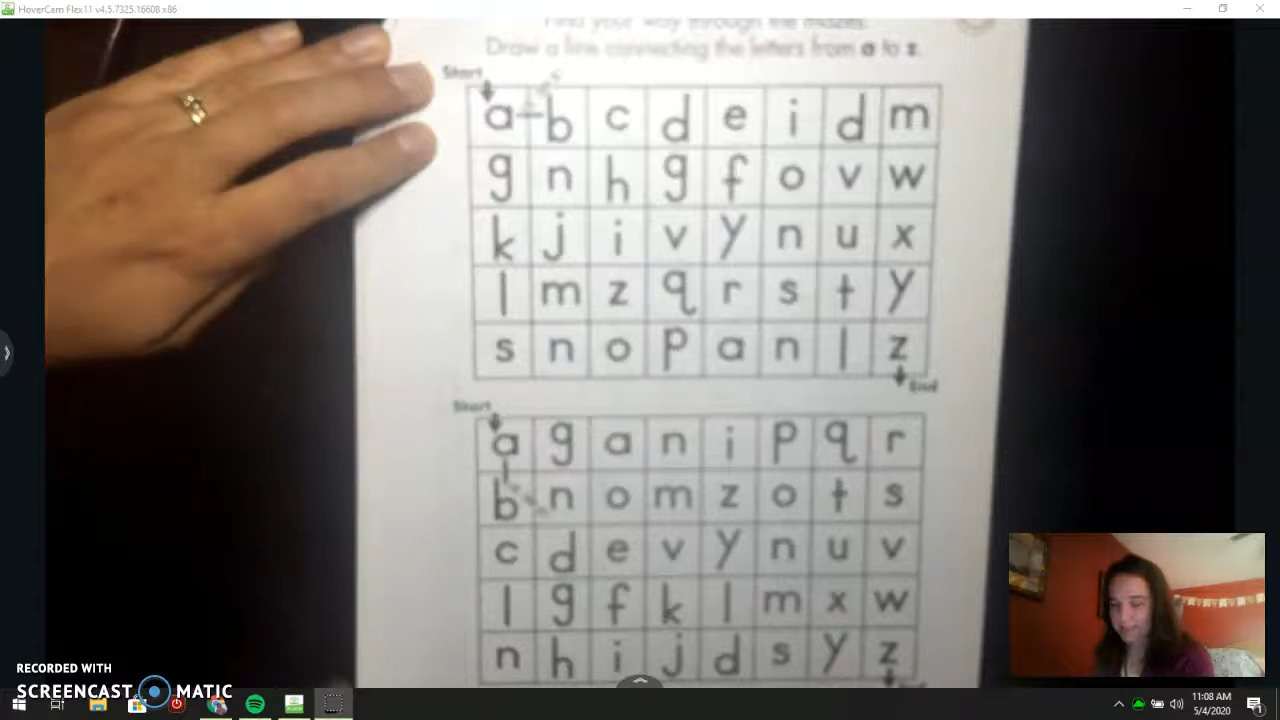 HoverCam Flex11 v4.5.7325.16608 x86
Find your way through the mazes.
Draw a line connecting the letters from a to z.
Start
a b c d e i d m
g n h g f o v w
k j i v y n u x
l m z q r s t y
s n o p a n l z
End
Start
a g a n i p q r
b n o m z o t s
c d e v y n u v
l g f k l m x w
n h i j d s y z
RECORDED WITH
SCREENCAST MATIC
11:08 AM
5/4/2020